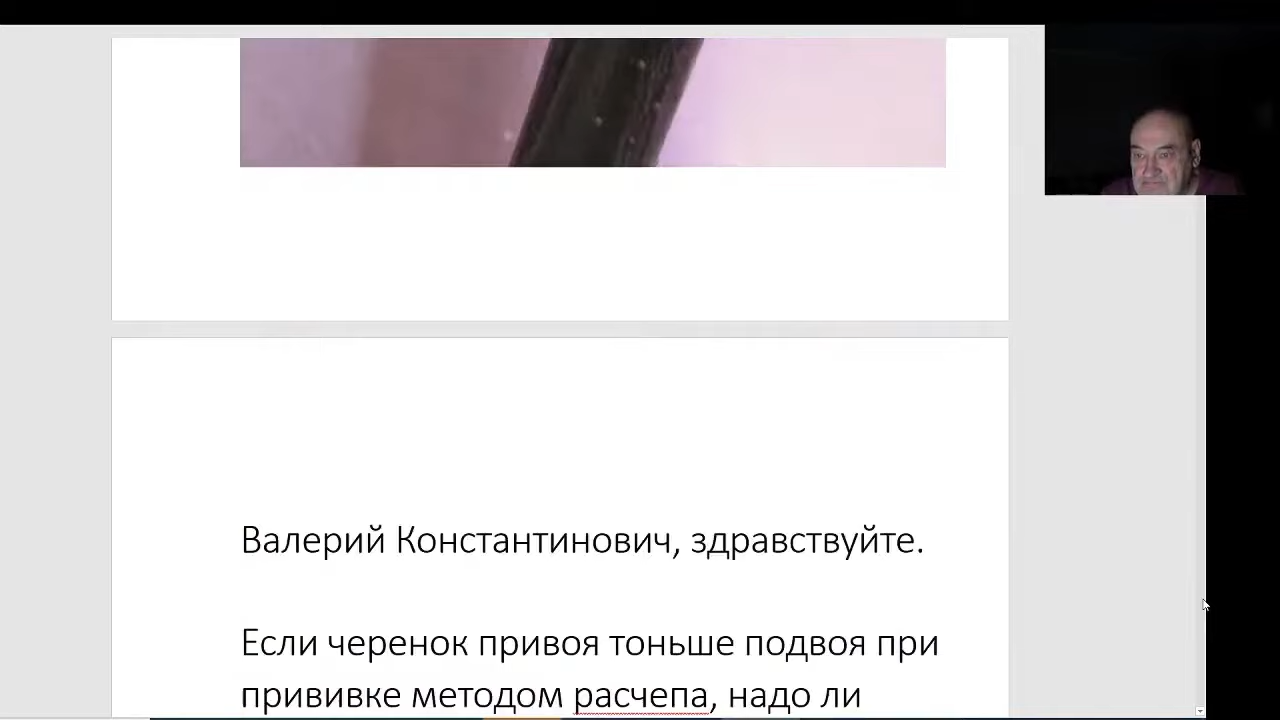 Валерий Константинович, здравствуйте.
Если черенок привоя тоньше подвоя при
прививке методом расчепа, надо ли